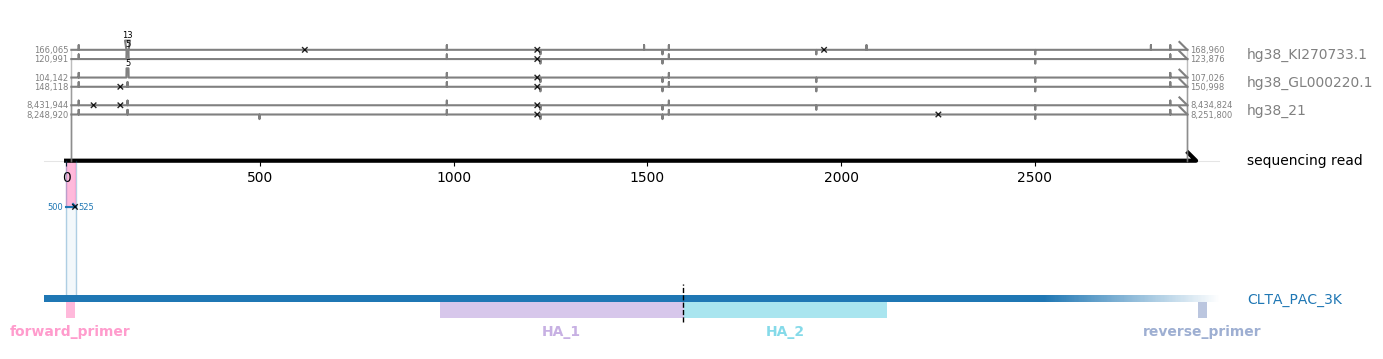 13
9
166,065 168,960
120,991 123,876
hg38_KI270733.1
5
104,142 107,026
148,118 150,998
hg38_GL000220.1
8,431,944 8,434,824
8,248,920 8,251,800
hg38_21
sequencing read
0 500 1000 1500 2000 2500
500 525
CLTA_PAC_3K
forward_primer HA_1 HA_2 reverse_primer